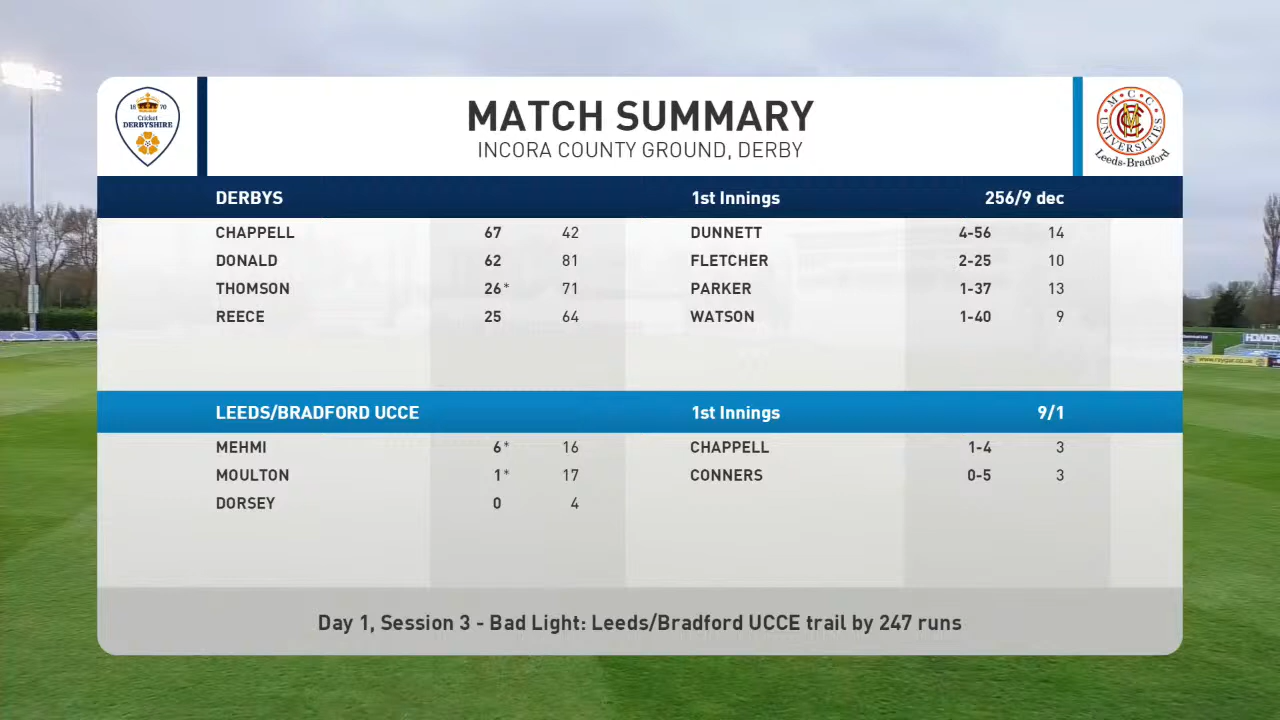 MATCH SUMMARY
INCORA COUNTY GROUND, DERBY
18 70
Cricket
DERBYSHIRE
M.C.C.
UNIVERSITIES
Leeds-Bradford
DERBYS 1st Innings 256/9 dec
CHAPPELL 67 42 DUNNETT 4-56 14
DONALD 62 81 FLETCHER 2-25 10
THOMSON 26* 71 PARKER 1-37 13
REECE 25 64 WATSON 1-40 9
LEEDS/BRADFORD UCCE 1st Innings 9/1
MEHMI 6* 16 CHAPPELL 1-4 3
MOULTON 1* 17 CONNERS 0-5 3
DORSEY 0 4
Day 1, Session 3 - Bad Light: Leeds/Bradford UCCE trail by 247 runs